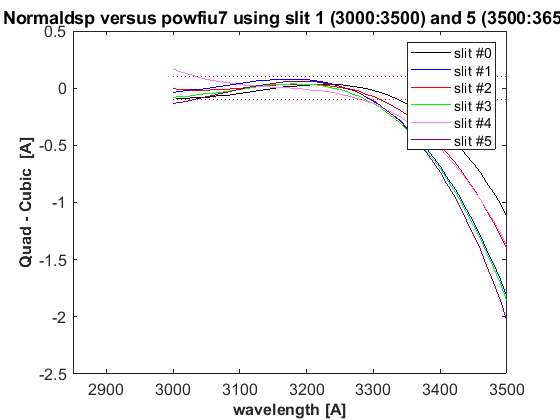 Normaldsp versus powfiu7 using slit 1 (3000:3500) and 5 (3500:365
0.5
0
-0.5
-1
-1.5
-2
-2.5
Quad - Cubic [A]
slit #0
slit #1
slit #2
slit #3
slit #4
slit #5
2900 3000 3100 3200 3300 3400 3500
wavelength [A]